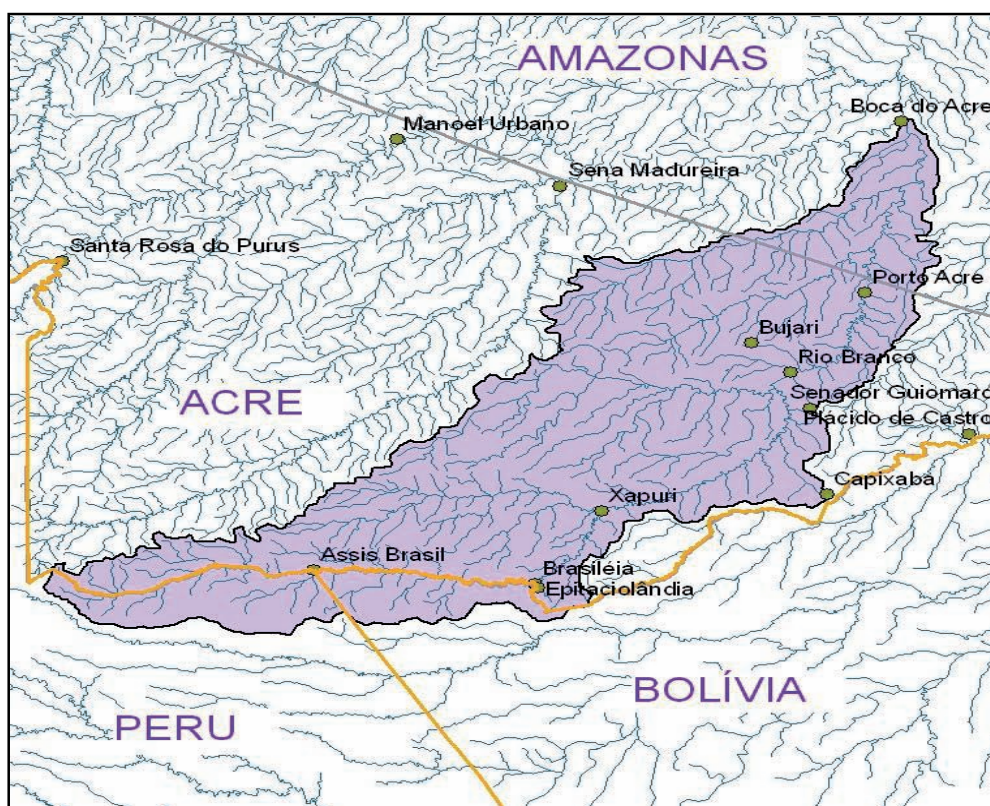 AMAZONAS
Boca do Acre
Manoel Urbano
Sena Madureira
Santa Rosa do Purus
Porto Acre
Bujari
Rio Branco
ACRE
Senador Guiomard
Plácido de Castro
Capixaba
Xapuri
Assis Brasil
Brasiléia
Epitaciolândia
BOLÍVIA
PERU